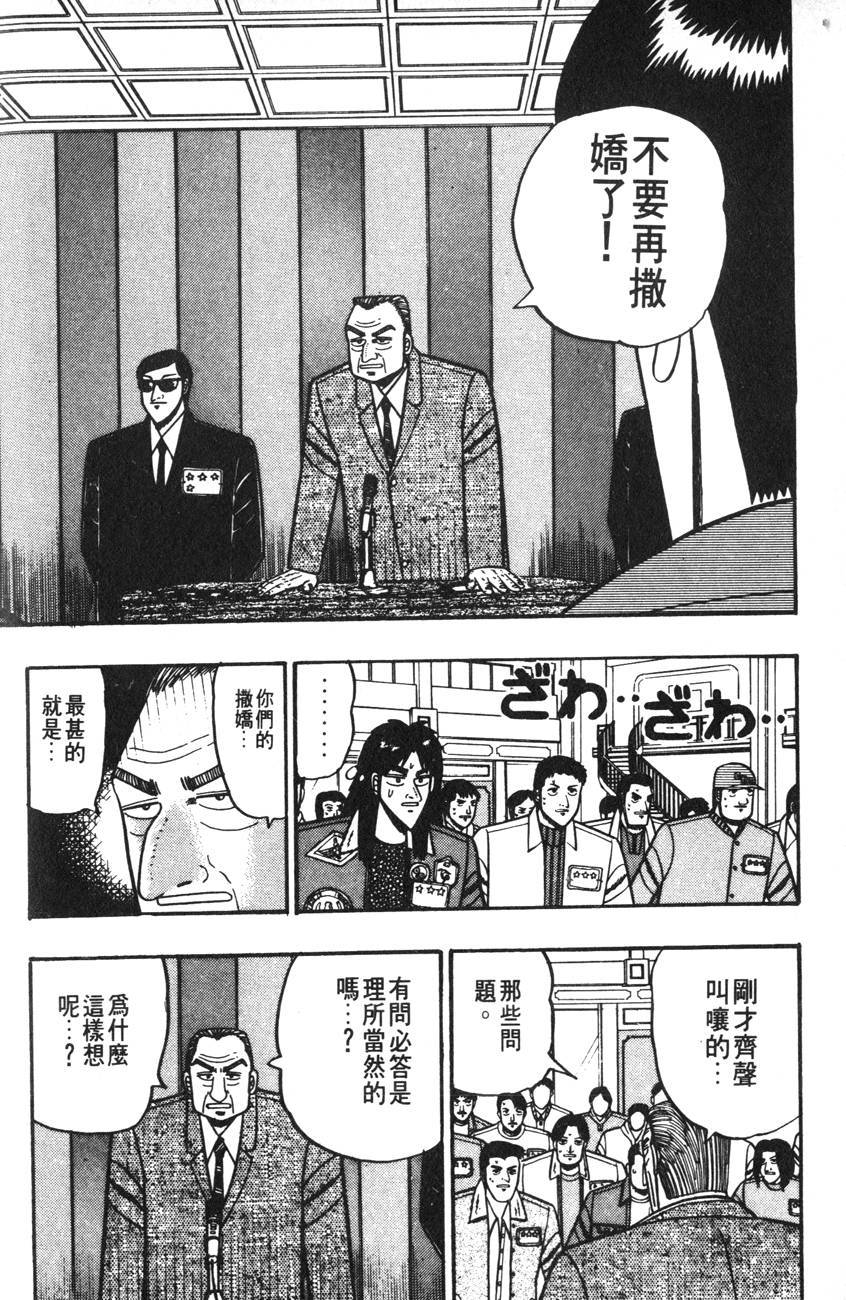 不要再撒
嬌了！
ざわ‥
ざわ‥
………
你們的
撒嬌…
最甚的
就是…
剛才齊聲
叫嚷的…
那些問
題。
有問必答是
理所當然的
嗎…？
爲什麼
這樣想
呢…？